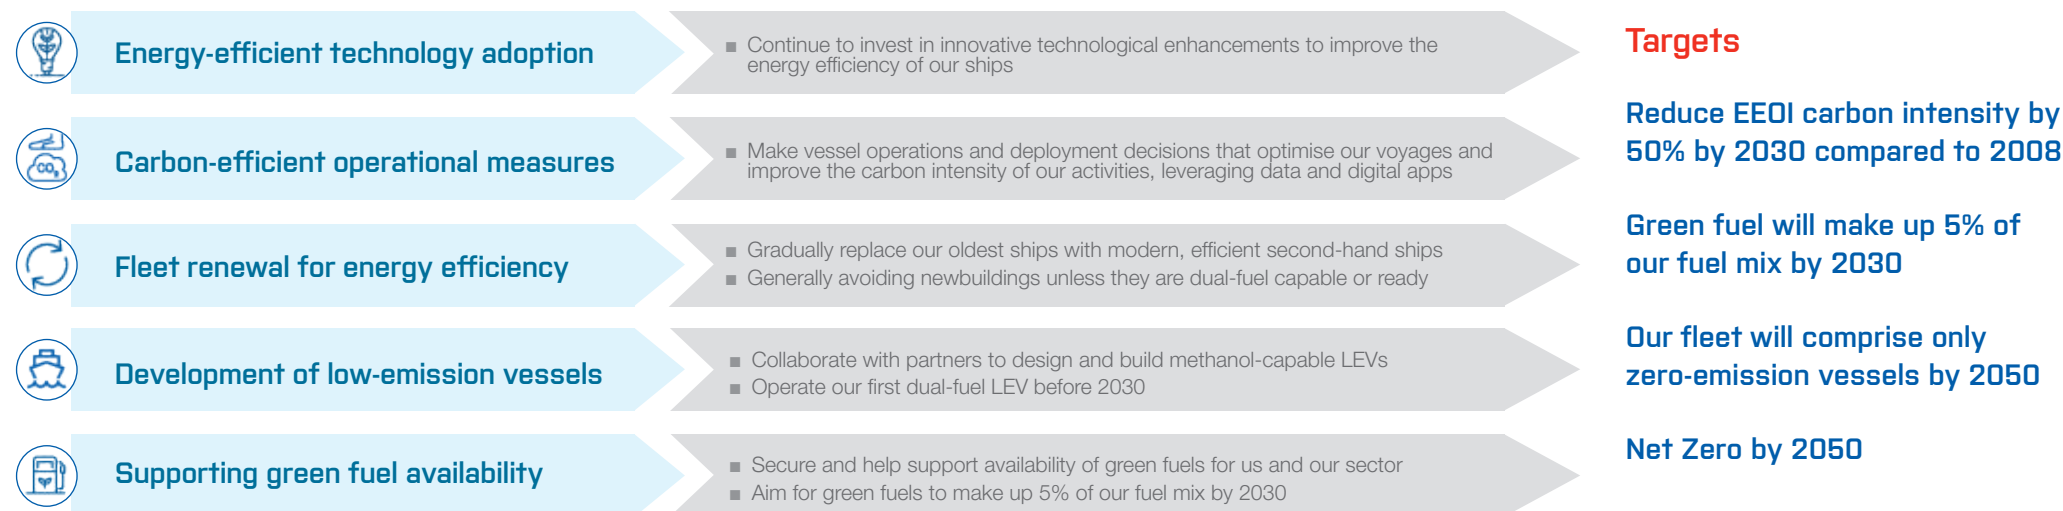 Energy-efficient technology adoption
■ Continue to invest in innovative technological enhancements to improve the
energy efficiency of our ships
Carbon-efficient operational measures
■ Make vessel operations and deployment decisions that optimise our voyages and
improve the carbon intensity of our activities, leveraging data and digital apps
Fleet renewal for energy efficiency
■ Gradually replace our oldest ships with modern, efficient second-hand ships
■ Generally avoiding newbuildings unless they are dual-fuel capable or ready
Development of low-emission vessels
■ Collaborate with partners to design and build methanol-capable LEVs
■ Operate our first dual-fuel LEV before 2030
Supporting green fuel availability
■ Secure and help support availability of green fuels for us and our sector
■ Aim for green fuels to make up 5% of our fuel mix by 2030
CO₂
Targets
Reduce EEOI carbon intensity by
50% by 2030 compared to 2008
Green fuel will make up 5% of
our fuel mix by 2030
Our fleet will comprise only
zero-emission vessels by 2050
Net Zero by 2050